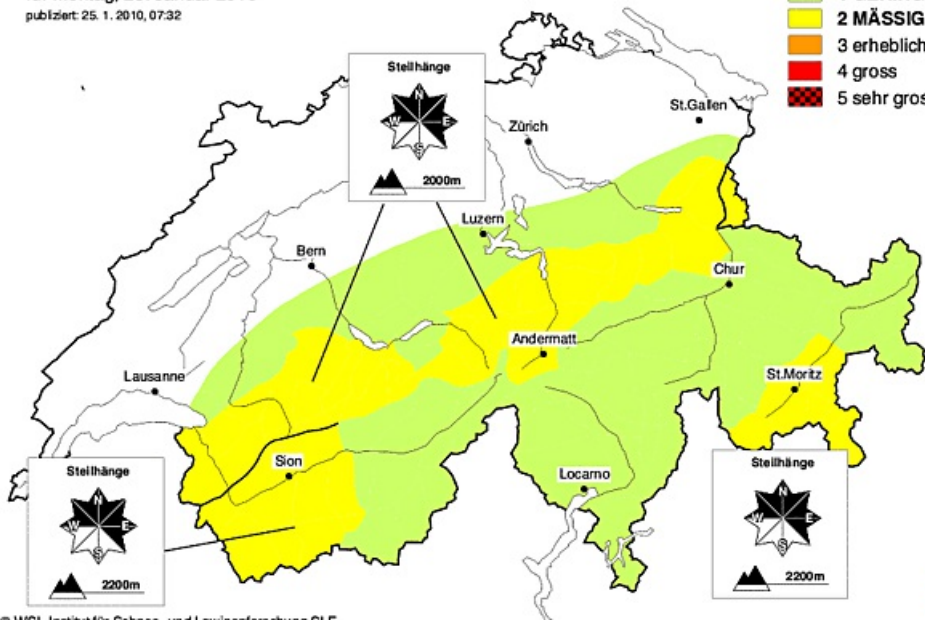 publiziert: 25. 1. 2010, 07:32
2 MÄSSIG
3 erheblich
4 gross
5 sehr gros
Steilhänge
N
W E
S
2000m
St.Gallen
Zürich
Luzern
Bern
Chur
Andermatt
Lausanne
St.Moritz
Sion
Locarno
Steilhänge
N
W E
S
2200m
Steilhänge
N
W E
S
2200m